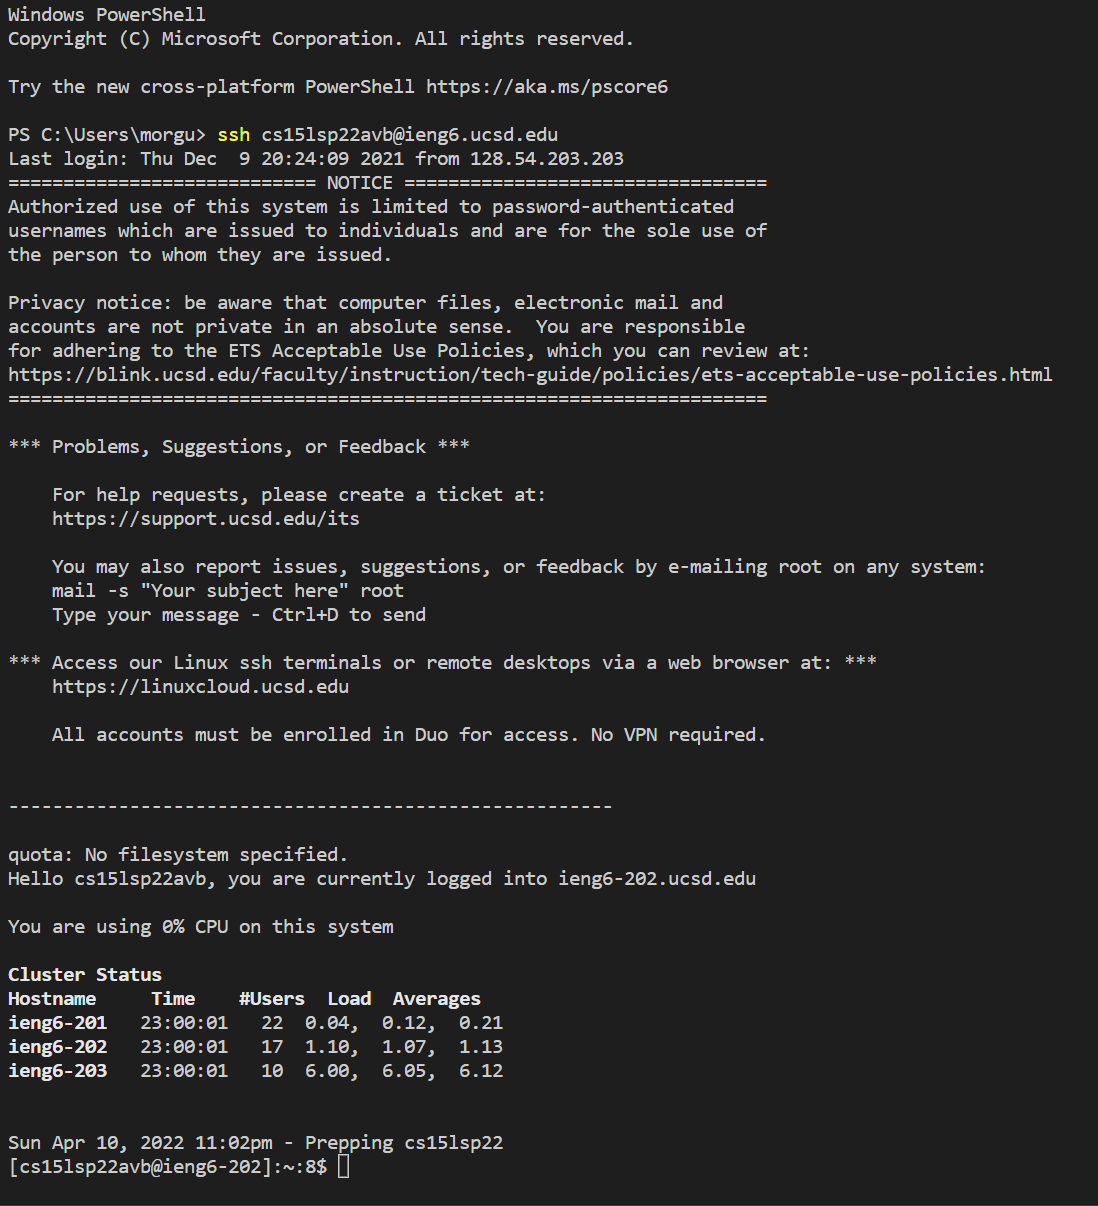 Windows PowerShell
Copyright (C) Microsoft Corporation. All rights reserved.
Try the new cross-platform PowerShell https://aka.ms/pscore6
PS C:\Users\morgu> ssh cs15lsp22avb@ieng6.ucsd.edu
Last login: Thu Dec  9 20:24:09 2021 from 128.54.203.203
============================ NOTICE =================================
Authorized use of this system is limited to password-authenticated
usernames which are issued to individuals and are for the sole use of
the person to whom they are issued.
Privacy notice: be aware that computer files, electronic mail and
accounts are not private in an absolute sense.  You are responsible
for adhering to the ETS Acceptable Use Policies, which you can review at:
https://blink.ucsd.edu/faculty/instruction/tech-guide/policies/ets-acceptable-use-policies.html
=====================================================================
*** Problems, Suggestions, or Feedback ***
    For help requests, please create a ticket at:
    https://support.ucsd.edu/its
    You may also report issues, suggestions, or feedback by e-mailing root on any system:
    mail -s "Your subject here" root
    Type your message - Ctrl+D to send
*** Access our Linux ssh terminals or remote desktops via a web browser at: ***
    https://linuxcloud.ucsd.edu
    All accounts must be enrolled in Duo for access. No VPN required.
-------------------------------------------------------
quota: No filesystem specified.
Hello cs15lsp22avb, you are currently logged into ieng6-202.ucsd.edu
You are using 0% CPU on this system
Cluster Status
Hostname     Time    #Users  Load  Averages
ieng6-201   23:00:01   22  0.04,  0.12,  0.21
ieng6-202   23:00:01   17  1.10,  1.07,  1.13
ieng6-203   23:00:01   10  6.00,  6.05,  6.12
Sun Apr 10, 2022 11:02pm - Prepping cs15lsp22
[cs15lsp22avb@ieng6-202]:~:8$